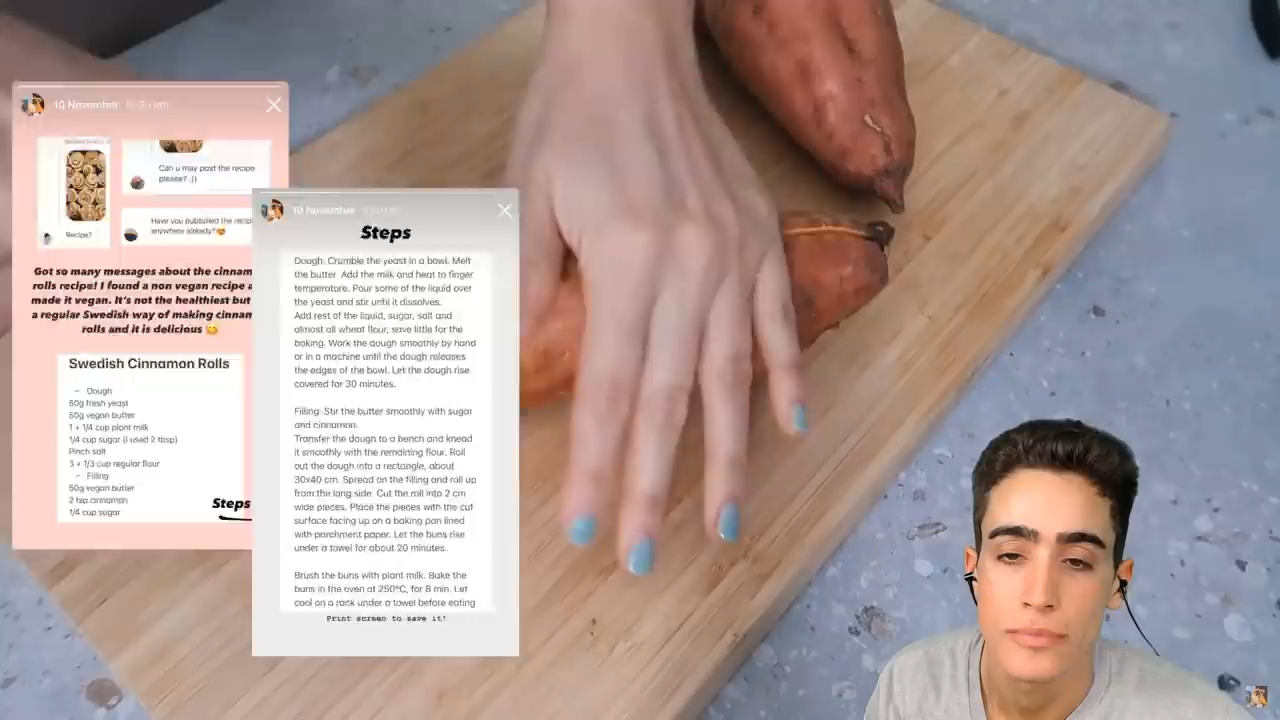 10 November
Can u may post the recipe
please? :)
Recipe?
Have you published the
anywhere already?
Got so many messages about the
rolls recipe! I found a non vegan recipe
made it vegan. It's not the healthiest but
a regular Swedish way of making
rolls and it is delicious 😋
Swedish Cinnamon Rolls
- Dough
50g fresh yeast
50g vegan butter
1 + 1/4 cup plant milk
1/4 cup sugar (I used 2 tbsp)
Pinch salt
3 + 1/3 cup regular flour
- Filling
50g vegan butter
2 tsp cinnamon
1/4 cup sugar
Steps
10 November
Steps
Dough: Crumble the yeast in a bowl. Melt
the butter. Add the milk and heat to finger
temperature. Pour some of the liquid over
the yeast and stir until it dissolves.
Add rest of the liquid, sugar, salt and
almost all wheat flour, save little for the
baking. Work the dough smoothly by hand
or in a machine until the dough releases
the edges of the bowl. Let the dough rise
covered for 30 minutes.
Filling: Stir the butter smoothly with sugar
and cinnamon.
Transfer the dough to a bench and knead
it smoothly with the remaining flour. Roll
out the dough into a rectangle, about
30x40 cm. Spread on the filling and roll up
from the long side. Cut the roll into 2 cm
wide pieces. Place the pieces with the cut
surface facing up on a baking pan lined
with parchment paper. Let the buns rise
under a towel for about 20 minutes.
Brush the buns with plant milk. Bake the
buns in the oven at 250°C, for 8 min. Let
cool on a rack under a towel before eating
Print screen to save it!